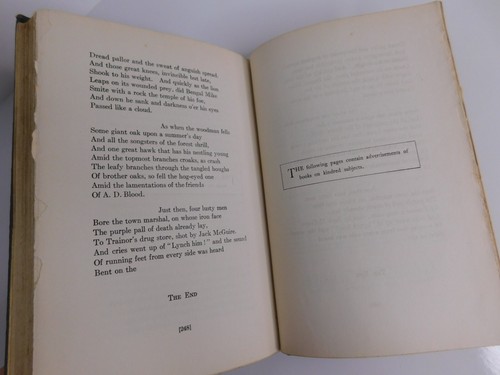 Dread pallor and the sweat of anguish spread
And those great knees, invincible but late,
Shook to his weight. And quickly as the lion
Leaps on its wounded prey, did Bengal Mike
Smite with a rock the temple of his foe,
And down he sank and darkness o'er his eyes
Passed like a cloud.
As when the woodman fells
Some giant oak upon a summer's day
And all the songsters of the forest shrill,
And one great hawk that has his nestling young
Amid the topmost branches croaks, as crash
The leafy branches through the tangled boughs
Of brother oaks, so fell the hog-eyed one
Amid the lamentations of the friends
Of A. D. Blood.
Just then, four lusty men
Bore the town marshal, on whose iron face
The purple pall of death already lay,
To Trainor's drug store, shot by Jack McGuire.
And cries went up of "Lynch him!" and the sound
Of running feet from every side was heard
Bent on the
THE END
[248]
THE following pages contain advertisements of
books on kindred subjects.